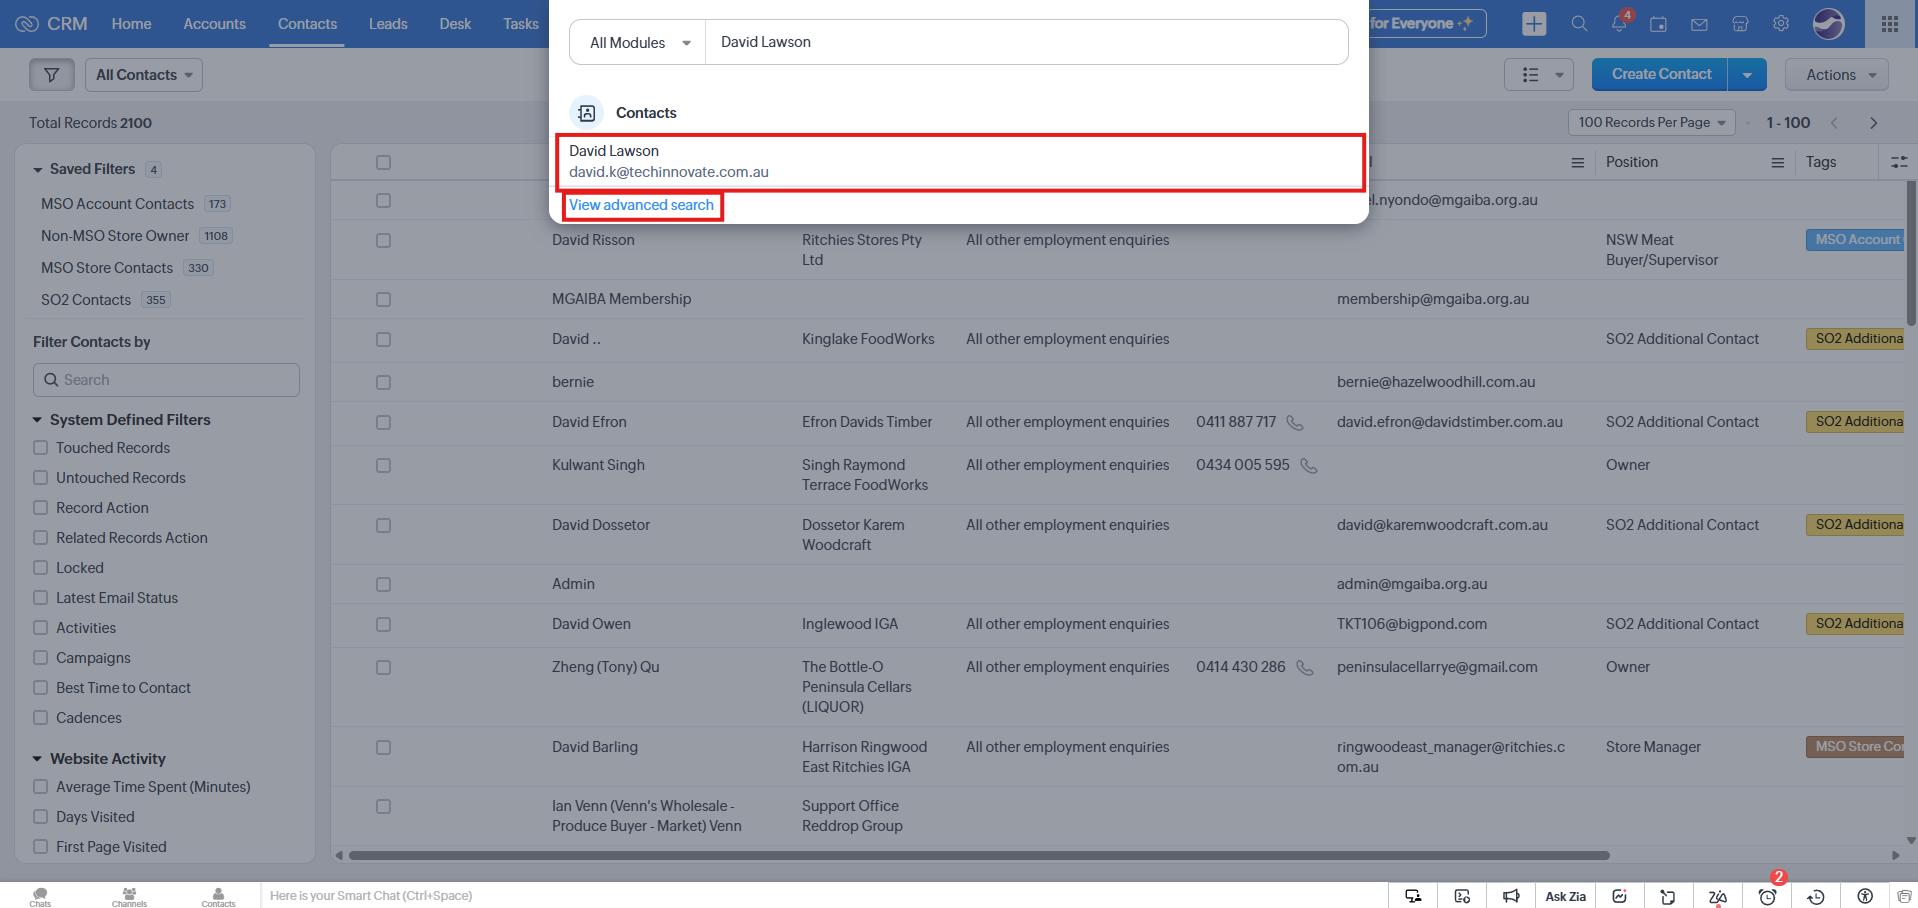 CRM Home Accounts Contacts Leads Desk Tasks for Everyone 4
All Modules David Lawson
All Contacts Create Contact Actions
Contacts
Total Records 2100 100 Records Per Page 1 - 100
David Lawson
david.k@techinnovate.com.au
View advanced search
Position Tags
Saved Filters 4
MSO Account Contacts 173
Non-MSO Store Owner 1108
MSO Store Contacts 330
SO2 Contacts 355
Filter Contacts by
Search
System Defined Filters
Touched Records
Untouched Records
Record Action
Related Records Action
Locked
Latest Email Status
Activities
Campaigns
Best Time to Contact
Cadences
Website Activity
Average Time Spent (Minutes)
Days Visited
First Page Visited
l.nyondo@mgaiba.org.au
David Risson Ritchies Stores Pty All other employment enquiries NSW Meat MSO Account
Ltd Buyer/Supervisor
MGAIBA Membership membership@mgaiba.org.au
David .. Kinglake FoodWorks All other employment enquiries SO2 Additional Contact SO2 Additiona
bernie bernie@hazelwoodhill.com.au
David Efron Efron Davids Timber All other employment enquiries 0411 887 717 david.efron@davidstimber.com.au SO2 Additional Contact SO2 Additiona
Kulwant Singh Singh Raymond All other employment enquiries 0434 005 595 Owner
Terrace FoodWorks
David Dossetor Dossetor Karem All other employment enquiries david@karemwoodcraft.com.au SO2 Additional Contact SO2 Additiona
Woodcraft
Admin admin@mgaiba.org.au
David Owen Inglewood IGA All other employment enquiries TKT106@bigpond.com SO2 Additional Contact SO2 Additiona
Zheng (Tony) Qu The Bottle-O All other employment enquiries 0414 430 286 peninsulacellarrye@gmail.com Owner
Peninsula Cellars
(LIQUOR)
David Barling Harrison Ringwood All other employment enquiries ringwoodeast_manager@ritchies.c Store Manager MSO Store Co
East Ritchies IGA om.au
Ian Venn (Venn's Wholesale - Support Office
Produce Buyer - Market) Venn Reddrop Group
Chats Channels Contacts Here is your Smart Chat (Ctrl+Space) Ask Zia 2